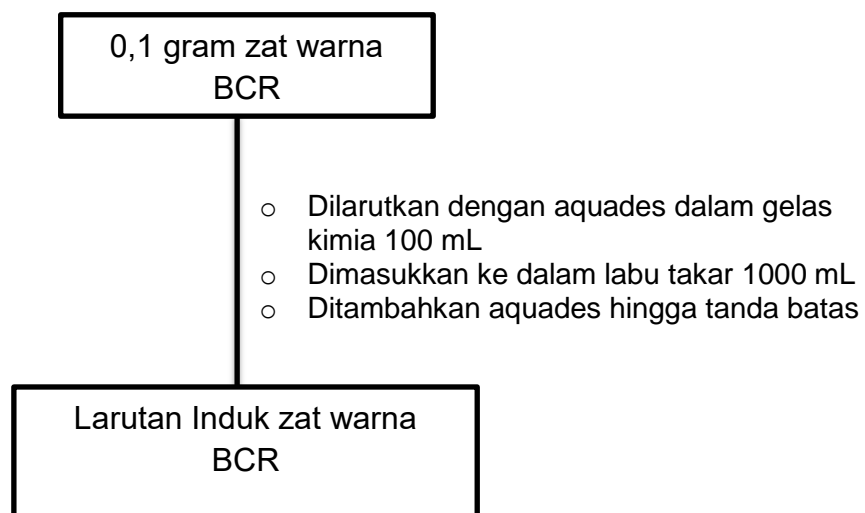 0,1 gram zat warna
BCR
o Dilarutkan dengan aquades dalam gelas
kimia 100 mL
o Dimasukkan ke dalam labu takar 1000 mL
o Ditambahkan aquades hingga tanda batas
Larutan Induk zat warna
BCR